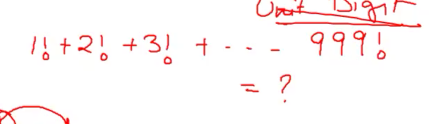 Unit Digit
1! + 2! + 3! + - - - 999!
= ?